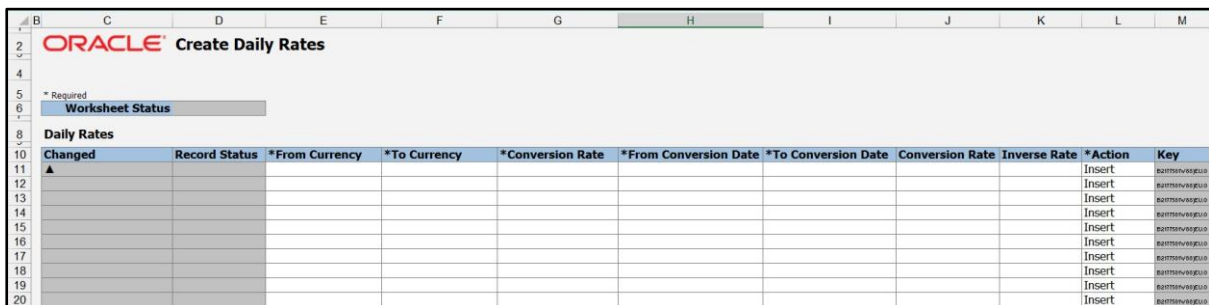 B C D E F G H I J K L M
2 ORACLE® Create Daily Rates
4
5 * Required
6 Worksheet Status
8 Daily Rates
10 Changed Record Status *From Currency *To Currency *Conversion Rate *From Conversion Date *To Conversion Date Conversion Rate Inverse Rate *Action Key
11 ▲ Insert
12 Insert
13 Insert
14 Insert
15 Insert
16 Insert
17 Insert
18 Insert
19 Insert
20 Insert